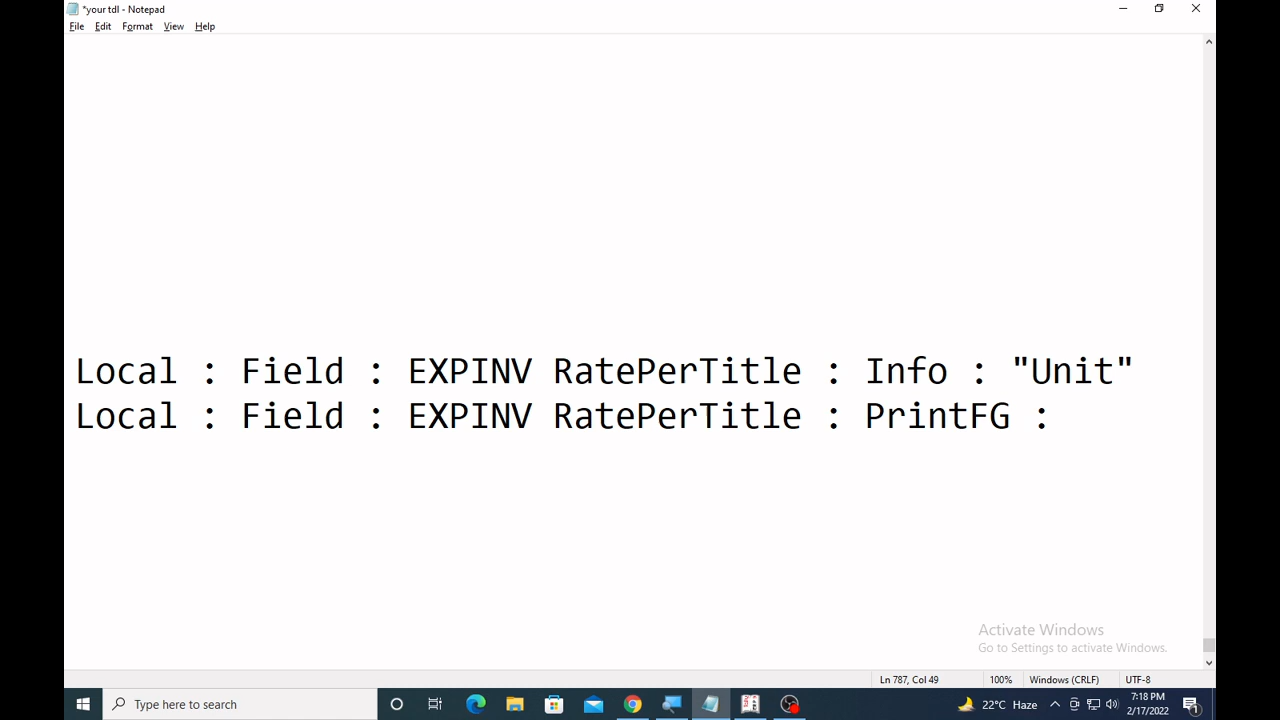 *your tdl - Notepad
File Edit Format View Help
Local : Field : EXPINV RatePerTitle : Info : "Unit"
Local : Field : EXPINV RatePerTitle : PrintFG :
Activate Windows
Go to Settings to activate Windows.
Ln 787, Col 49 100% Windows (CRLF) UTF-8
Type here to search 22°C Haze 7:18 PM
2/17/2022 1